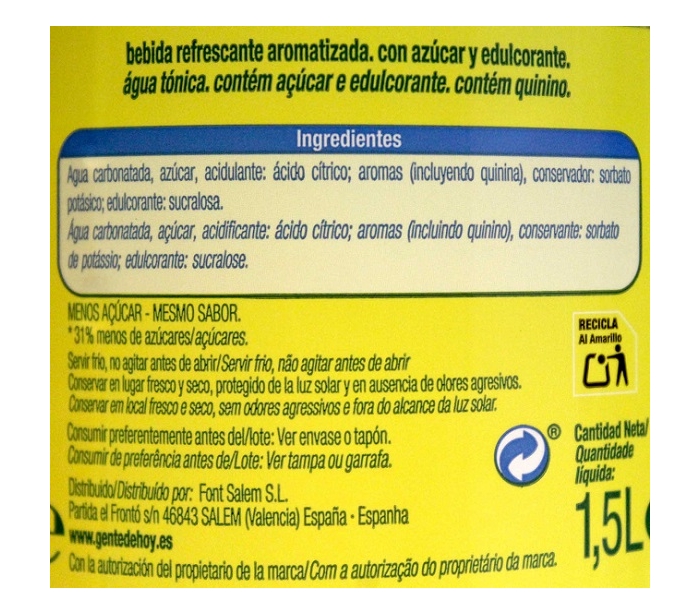 bebida refrescante aromatizada. con azúcar y edulcorante.
água tónica. contém açúcar e edulcorante. contém quinino.
Ingredientes
Agua carbonatada, azúcar, acidulante: ácido cítrico; aromas (incluyendo quinina), conservador: sorbato
potásico; edulcorante: sucralosa.
Água carbonatada, açúcar, acidificante: ácido cítrico; aromas (incluindo quinino), conservante: sorbato
de potássio; edulcorante: sucralose.
MENOS AÇÚCAR - MESMO SABOR.
*31% menos de azúcares/açúcares.
Servir frío, no agitar antes de abrir/Servir frio, não agitar antes de abrir
Conservar en lugar fresco y seco, protegido de la luz solar y en ausencia de olores agresivos.
Conservar em local fresco e seco, sem odores agressivos e fora do alcance da luz solar.
Consumir preferentemente antes del/lote: Ver envase o tapón.
Consumir de preferência antes de/Lote: Ver tampa ou garrafa.
Distribuido/Distribuído por: Font Salem S.L.
Partida el Frontó s/n 46843 SALEM (Valencia) España · Espanha
www.gentedehoy.es
Con la autorización del propietario de la marca/Com a autorização do proprietário da marca.
RECICLA
Al Amarillo
®
Cantidad Neta/
Quantidade
líquida:
1,5L